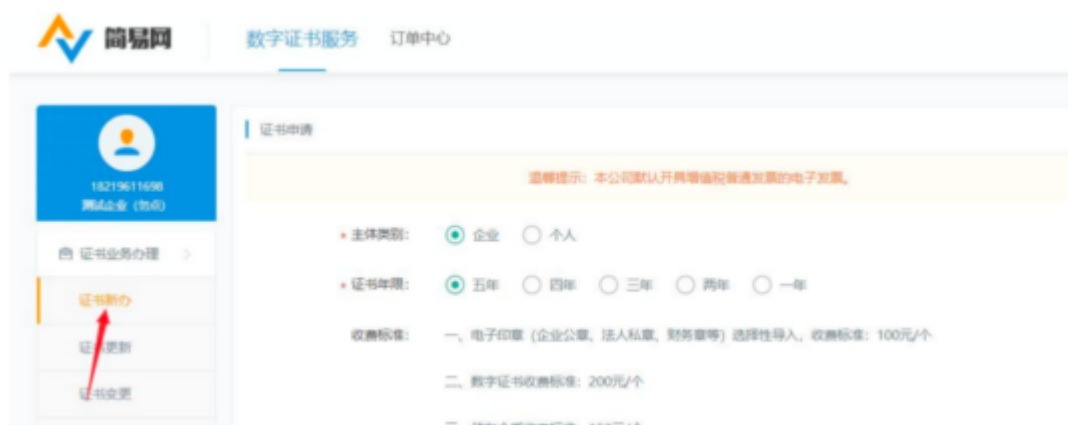 简易网
数字证书服务 订单中心
证书申请
18219611698
测试企业（勿点）
温馨提示：本公司默认开具增值税普通发票的电子发票。
证书业务办理 >
* 主体类别： 企业 个人
证书新办
* 证书年限： 五年 四年 三年 两年 一年
证书更新
收费标准： 一、电子印章（企业公章、法人私章、财务章等）选择性导入，收费标准：100元/个
证书变更
二、数字证书收费标准：200元/个